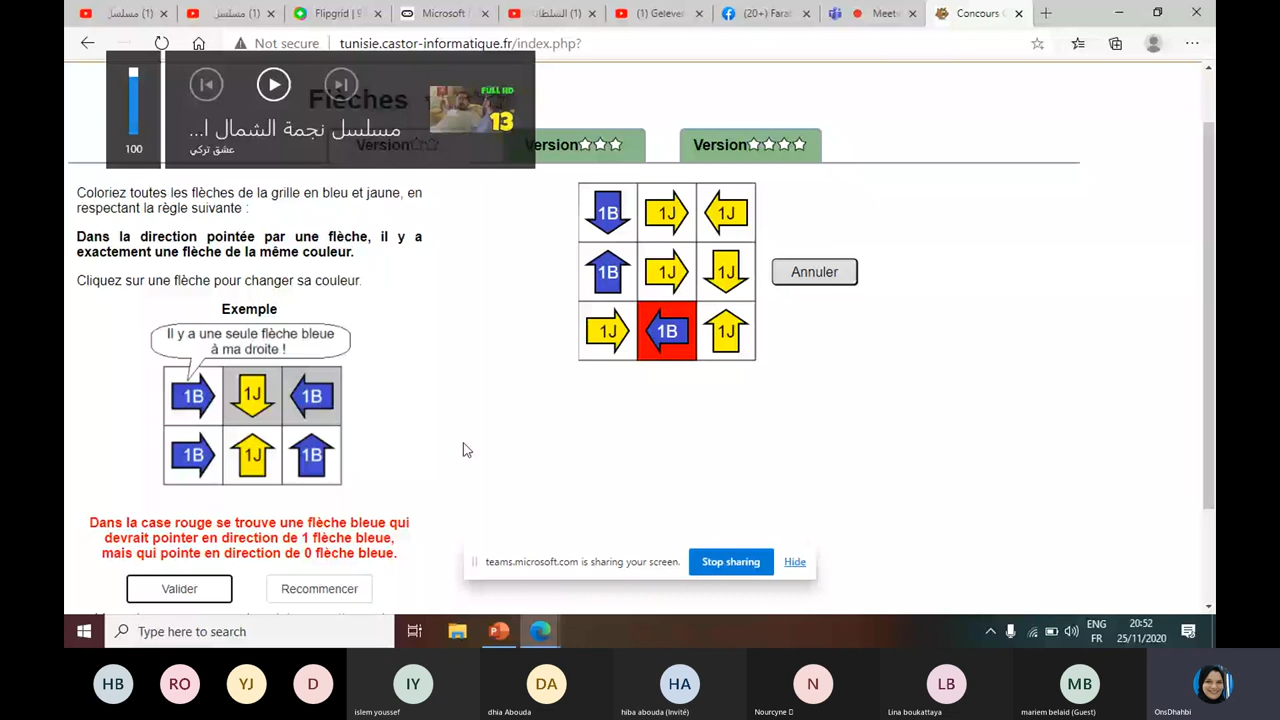 (1) مسلسل
(1) مسلسل
Flipgrid | 9
Microsoft
(1) السلطانة
(1) Gelever
(20+) Farab
Meet
Concours C
Not secure
tunisie.castor-informatique.fr/index.php?
100
مسلسل نجمة الشمال ا...
عشق تركي
FULL HD
13
Flèches
Version
Version
Version
Coloriez toutes les flèches de la grille en bleu et jaune, en
respectant la règle suivante :
Dans la direction pointée par une flèche, il y a
exactement une flèche de la même couleur.
Cliquez sur une flèche pour changer sa couleur.
Exemple
Il y a une seule flèche bleue
à ma droite !
1B 1J 1B
1B 1J 1B
1B 1J 1J
1B 1J 1J
1J 1B 1J
Annuler
Dans la case rouge se trouve une flèche bleue qui
devrait pointer en direction de 1 flèche bleue,
mais qui pointe en direction de 0 flèche bleue.
Valider
Recommencer
teams.microsoft.com is sharing your screen.
Stop sharing
Hide
Type here to search
ENG
FR
20:52
25/11/2020
HB
RO
YJ
D
IY
islem youssef
DA
dhia Abouda
HA
hiba abouda (Invité)
N
Nourcyne
LB
Lina boukattaya
MB
mariem belaid (Guest)
OnsDhahbi